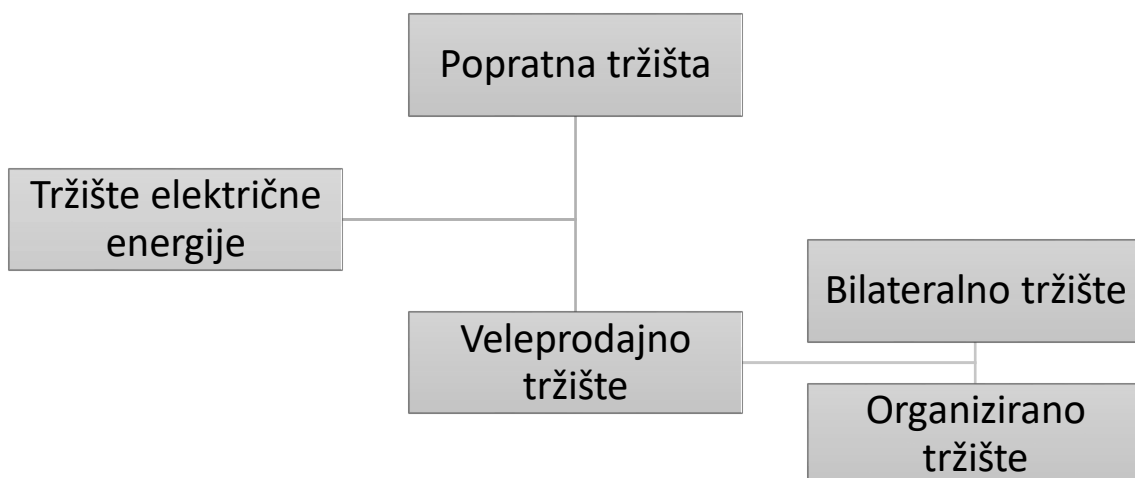 Popratna tržišta
Tržište električne
energije
Bilateralno tržište
Veleprodajno
tržište
Organizirano
tržište